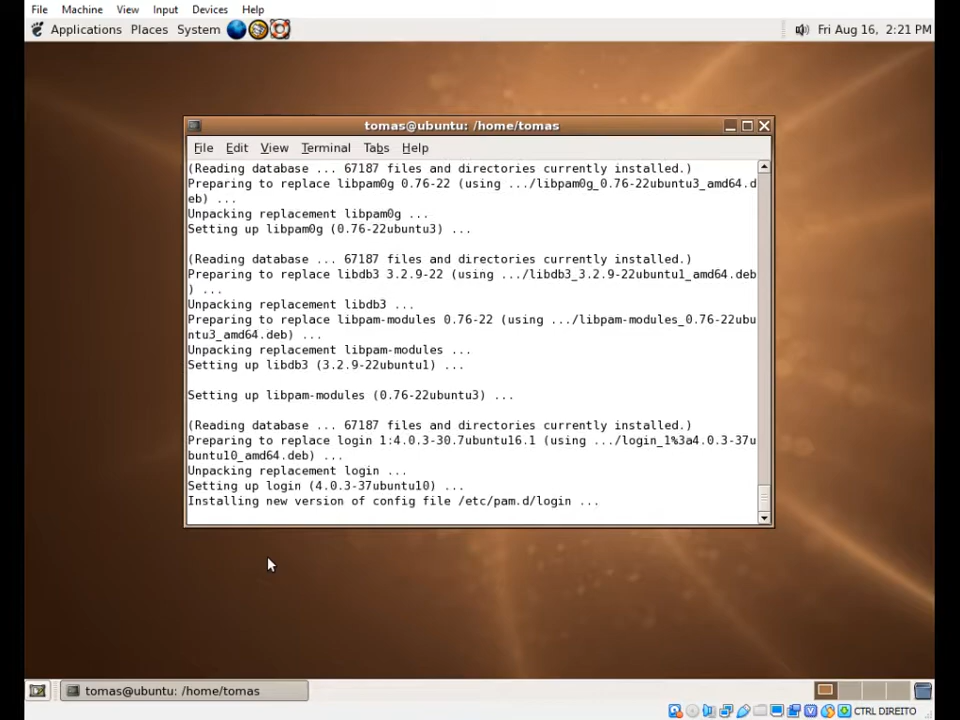 File Machine View Input Devices Help
Applications Places System Fri Aug 16, 2:21 PM
tomas@ubuntu: /home/tomas
File Edit View Terminal Tabs Help
(Reading database ... 67187 files and directories currently installed.)
Preparing to replace libpam0g 0.76-22 (using .../libpam0g_0.76-22ubuntu3_amd64.d
eb) ...
Unpacking replacement libpam0g ...
Setting up libpam0g (0.76-22ubuntu3) ...
(Reading database ... 67187 files and directories currently installed.)
Preparing to replace libdb3 3.2.9-22 (using .../libdb3_3.2.9-22ubuntu1_amd64.deb
) ...
Unpacking replacement libdb3 ...
Preparing to replace libpam-modules 0.76-22 (using .../libpam-modules_0.76-22ubu
ntu3_amd64.deb) ...
Unpacking replacement libpam-modules ...
Setting up libdb3 (3.2.9-22ubuntu1) ...
Setting up libpam-modules (0.76-22ubuntu3) ...
(Reading database ... 67187 files and directories currently installed.)
Preparing to replace login 1:4.0.3-30.7ubuntu16.1 (using .../login_1%3a4.0.3-37u
buntu10_amd64.deb) ...
Unpacking replacement login ...
Setting up login (4.0.3-37ubuntu10) ...
Installing new version of config file /etc/pam.d/login ...
tomas@ubuntu: /home/tomas
CTRL DIREITO